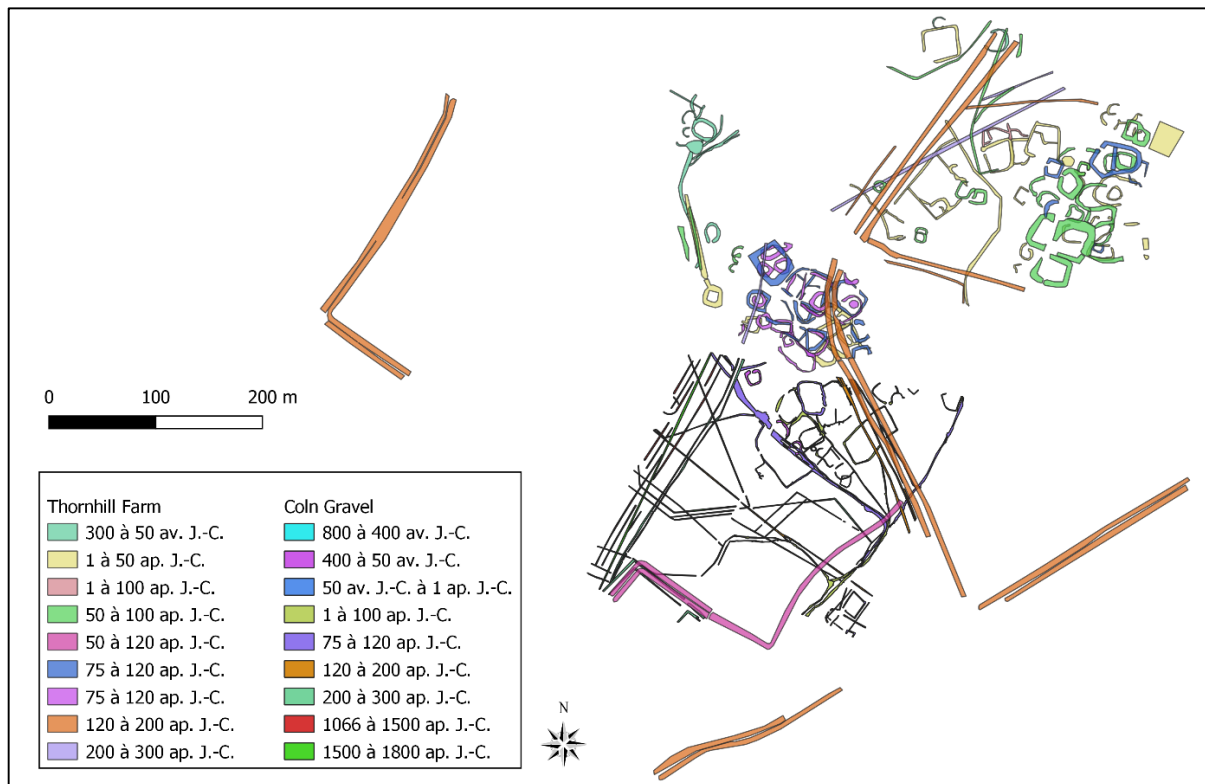 0 100 200 m
Thornhill Farm
300 à 50 av. J.-C.
1 à 50 ap. J.-C.
1 à 100 ap. J.-C.
50 à 100 ap. J.-C.
50 à 120 ap. J.-C.
75 à 120 ap. J.-C.
75 à 120 ap. J.-C.
120 à 200 ap. J.-C.
200 à 300 ap. J.-C.
Coln Gravel
800 à 400 av. J.-C.
400 à 50 av. J.-C.
50 av. J.-C. à 1 ap. J.-C.
1 à 100 ap. J.-C.
75 à 120 ap. J.-C.
120 à 200 ap. J.-C.
200 à 300 ap. J.-C.
1066 à 1500 ap. J.-C.
1500 à 1800 ap. J.-C.
N